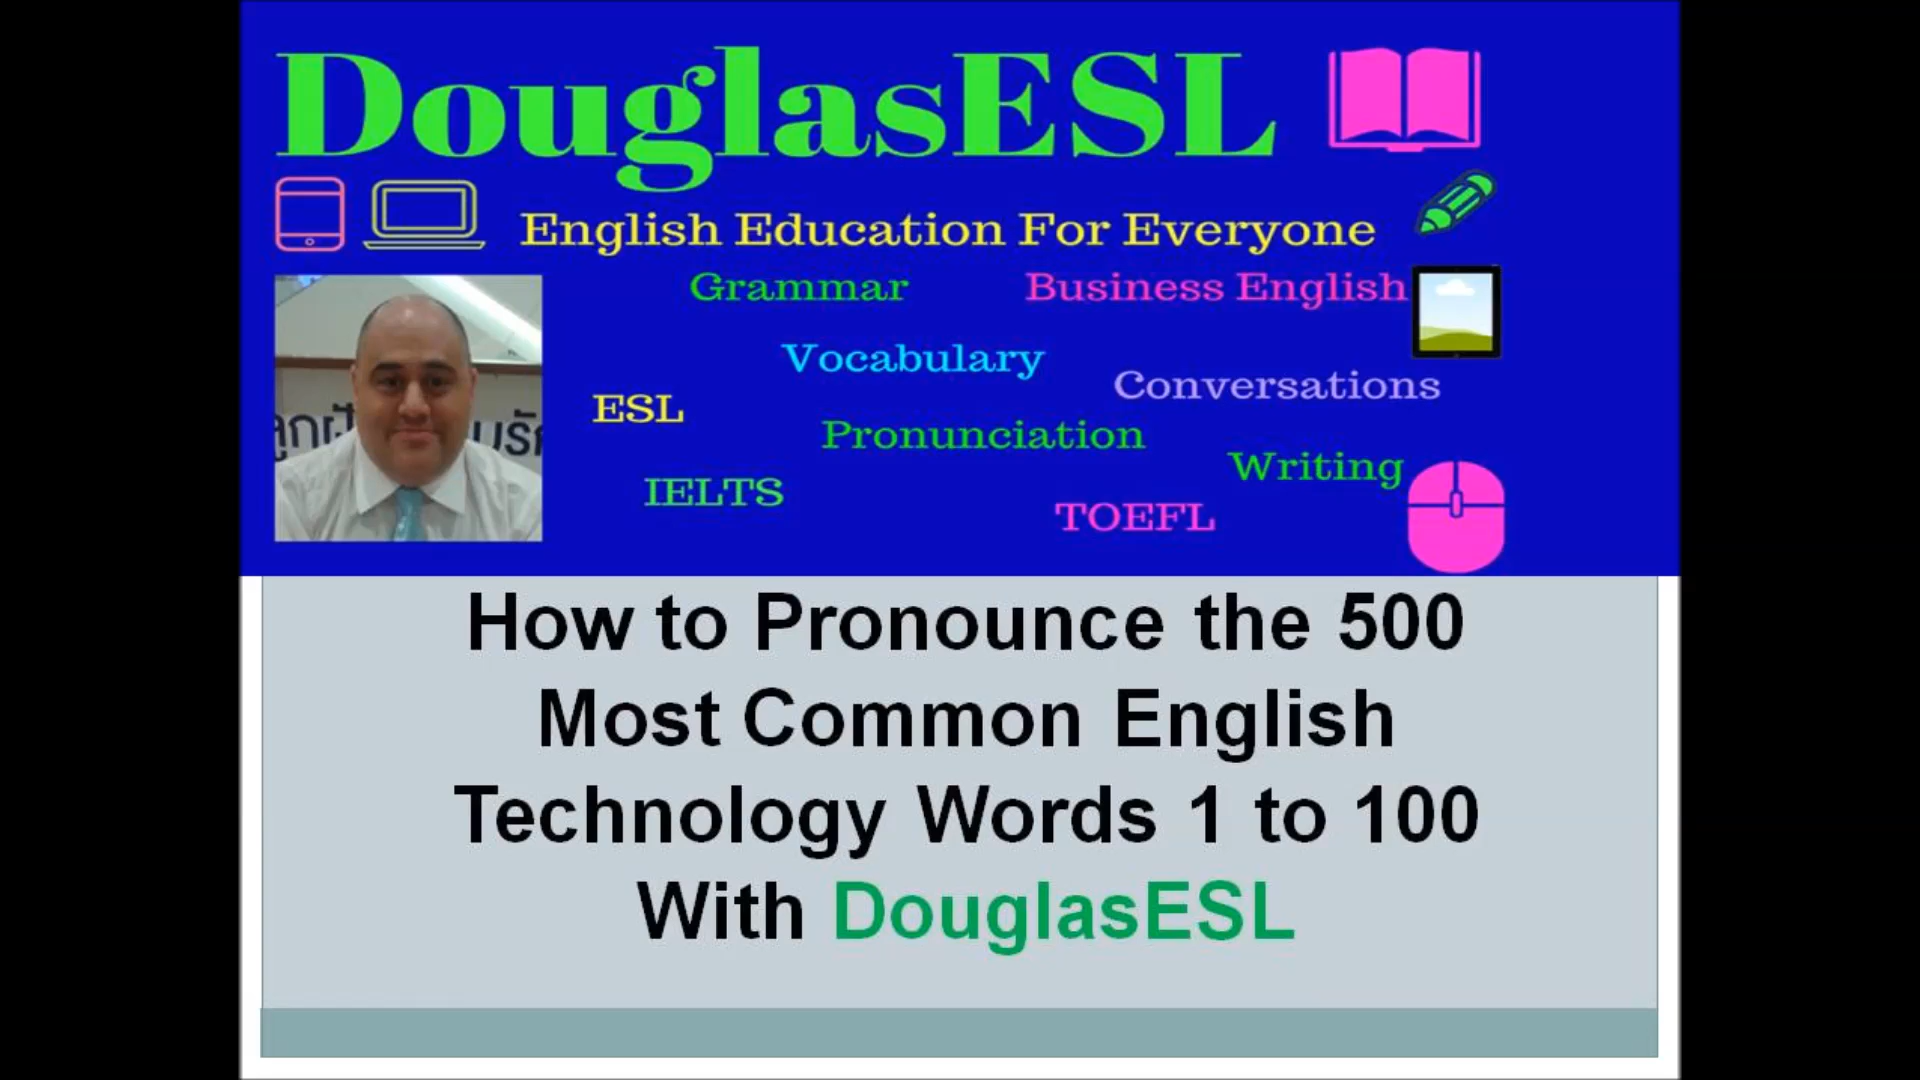 DouglasESL
English Education For Everyone
Grammar
Business English
Vocabulary
Conversations
ESL
Pronunciation
Writing
IELTS
TOEFL
How to Pronounce the 500
Most Common English
Technology Words 1 to 100
With DouglasESL